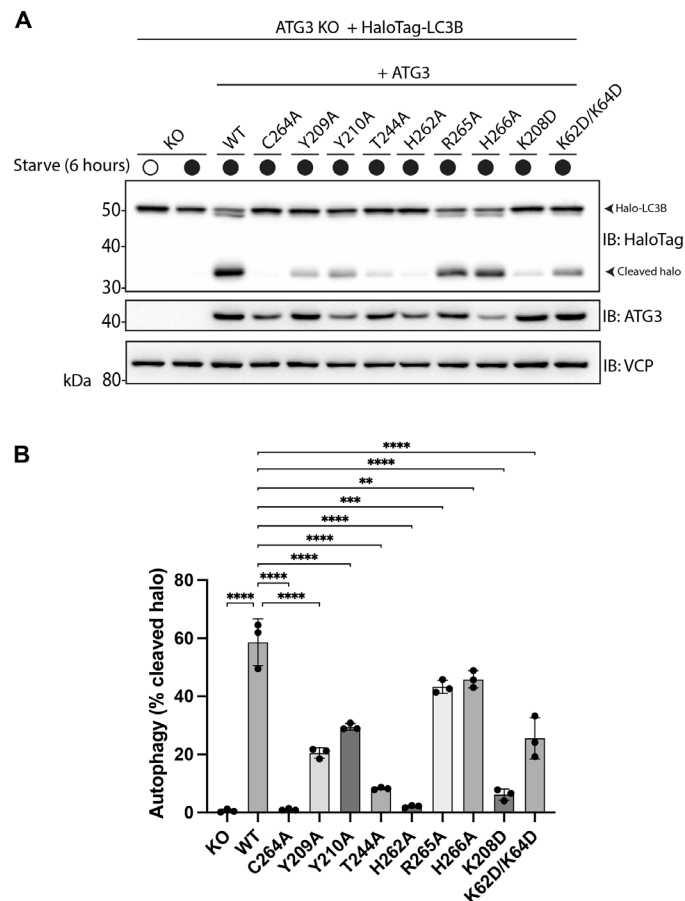 A
ATG3 KO + HaloTag-LC3B
+ ATG3
KO WT C264A Y209A Y210A T244A H262A R265A H266A K208D K62D/K64D
Starve (6 hours)
50 Halo-LC3B
IB: HaloTag
40
Cleaved halo
30
40 IB: ATG3
kDa 80 IB: VCP
B
****
****
**
***
****
****
****
****
**** ****
80
60
40
20
0
Autophagy (% cleaved halo)
KO WT C264A Y209A Y210A T244A H262A R265A H266A K208D K62D/K64D